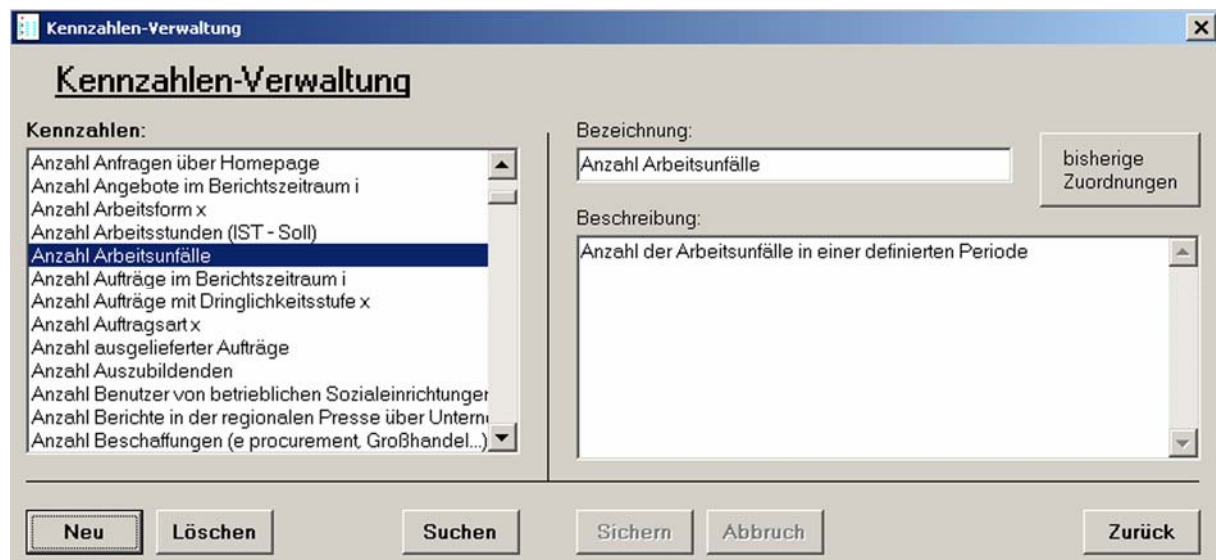 Kennzahlen-Verwaltung
Kennzahlen-Verwaltung
Kennzahlen:
Anzahl Anfragen über Homepage
Anzahl Angebote im Berichtszeitraum i
Anzahl Arbeitsform x
Anzahl Arbeitsstunden (IST - Soll)
Anzahl Arbeitsunfälle
Anzahl Aufträge im Berichtszeitraum i
Anzahl Aufträge mit Dringlichkeitsstufe x
Anzahl Auftragsart x
Anzahl ausgelieferter Aufträge
Anzahl Auszubildenden
Anzahl Benutzer von betrieblichen Sozialeinrichtunger
Anzahl Berichte in der regionalen Presse über Untern
Anzahl Beschaffungen (e procurement, Großhandel...)
Bezeichnung:
Anzahl Arbeitsunfälle
bisherige
Zuordnungen
Beschreibung:
Anzahl der Arbeitsunfälle in einer definierten Periode
Neu
Löschen
Suchen
Sichern
Abbruch
Zurück